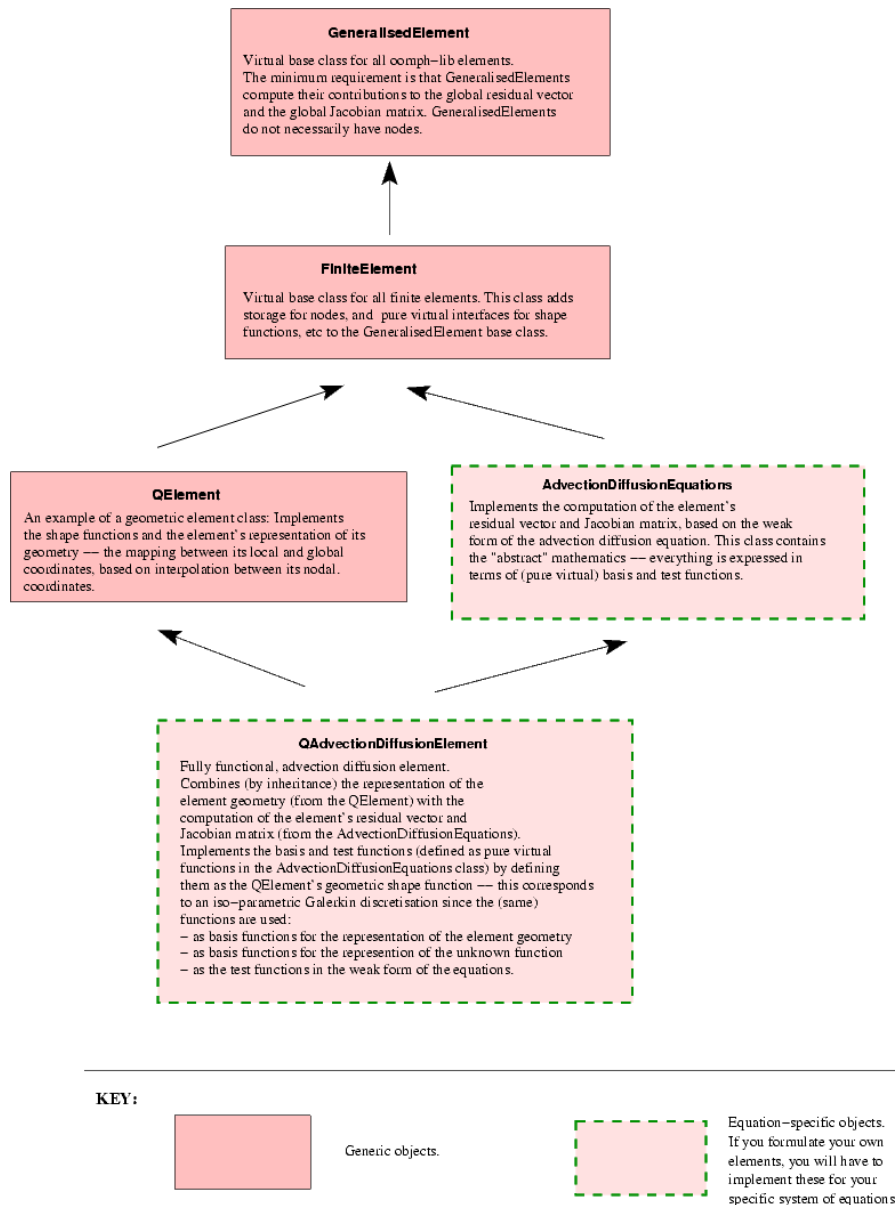 GeneralisedElement
Virtual base class for all oomph−lib elements.
The minimum requirement is that GeneralisedElements
compute their contributions to the global residual vector
and the global Jacobian matrix. GeneralisedElements
do not necessarily have nodes.
FiniteElement
Virtual base class for all finite elements. This class adds
storage for nodes, and pure virtual interfaces for shape
functions, etc to the GeneralisedElement base class.
QElement
An example of a geometric element class: Implements
the shape functions and the element's representation of its
geometry −− the mapping between its local and global
coordinates, based on interpolation between its nodal.
coordinates.
AdvectionDiffusionEquations
Implements the computation of the element's
residual vector and Jacobian matrix, based on the weak
form of the advection diffusion equation. This class contains
the "abstract" mathematics −− everything is expressed in
terms of (pure virtual) basis and test functions.
QAdvectionDiffusionElement
Fully functional, advection diffusion element.
Combines (by inheritance) the representation of the
element geometry (from the QElement) with the
computation of the element's residual vector and
Jacobian matrix (from the AdvectionDiffusionEquations).
Implements the basis and test functions (defined as pure virtual
functions in the AdvectionDiffusionEquations class) by defining
them as the QElement's geometric shape function −− this corresponds
to an iso−parametric Galerkin discretisation since the (same)
functions are used:
− as basis functions for the representation of the element geometry
− as basis functions for the represention of the unknown function
− as the test functions in the weak form of the equations.
KEY:
Generic objects.
Equation−specific objects.
If you formulate your own
elements, you will have to
implement these for your
specific system of equations